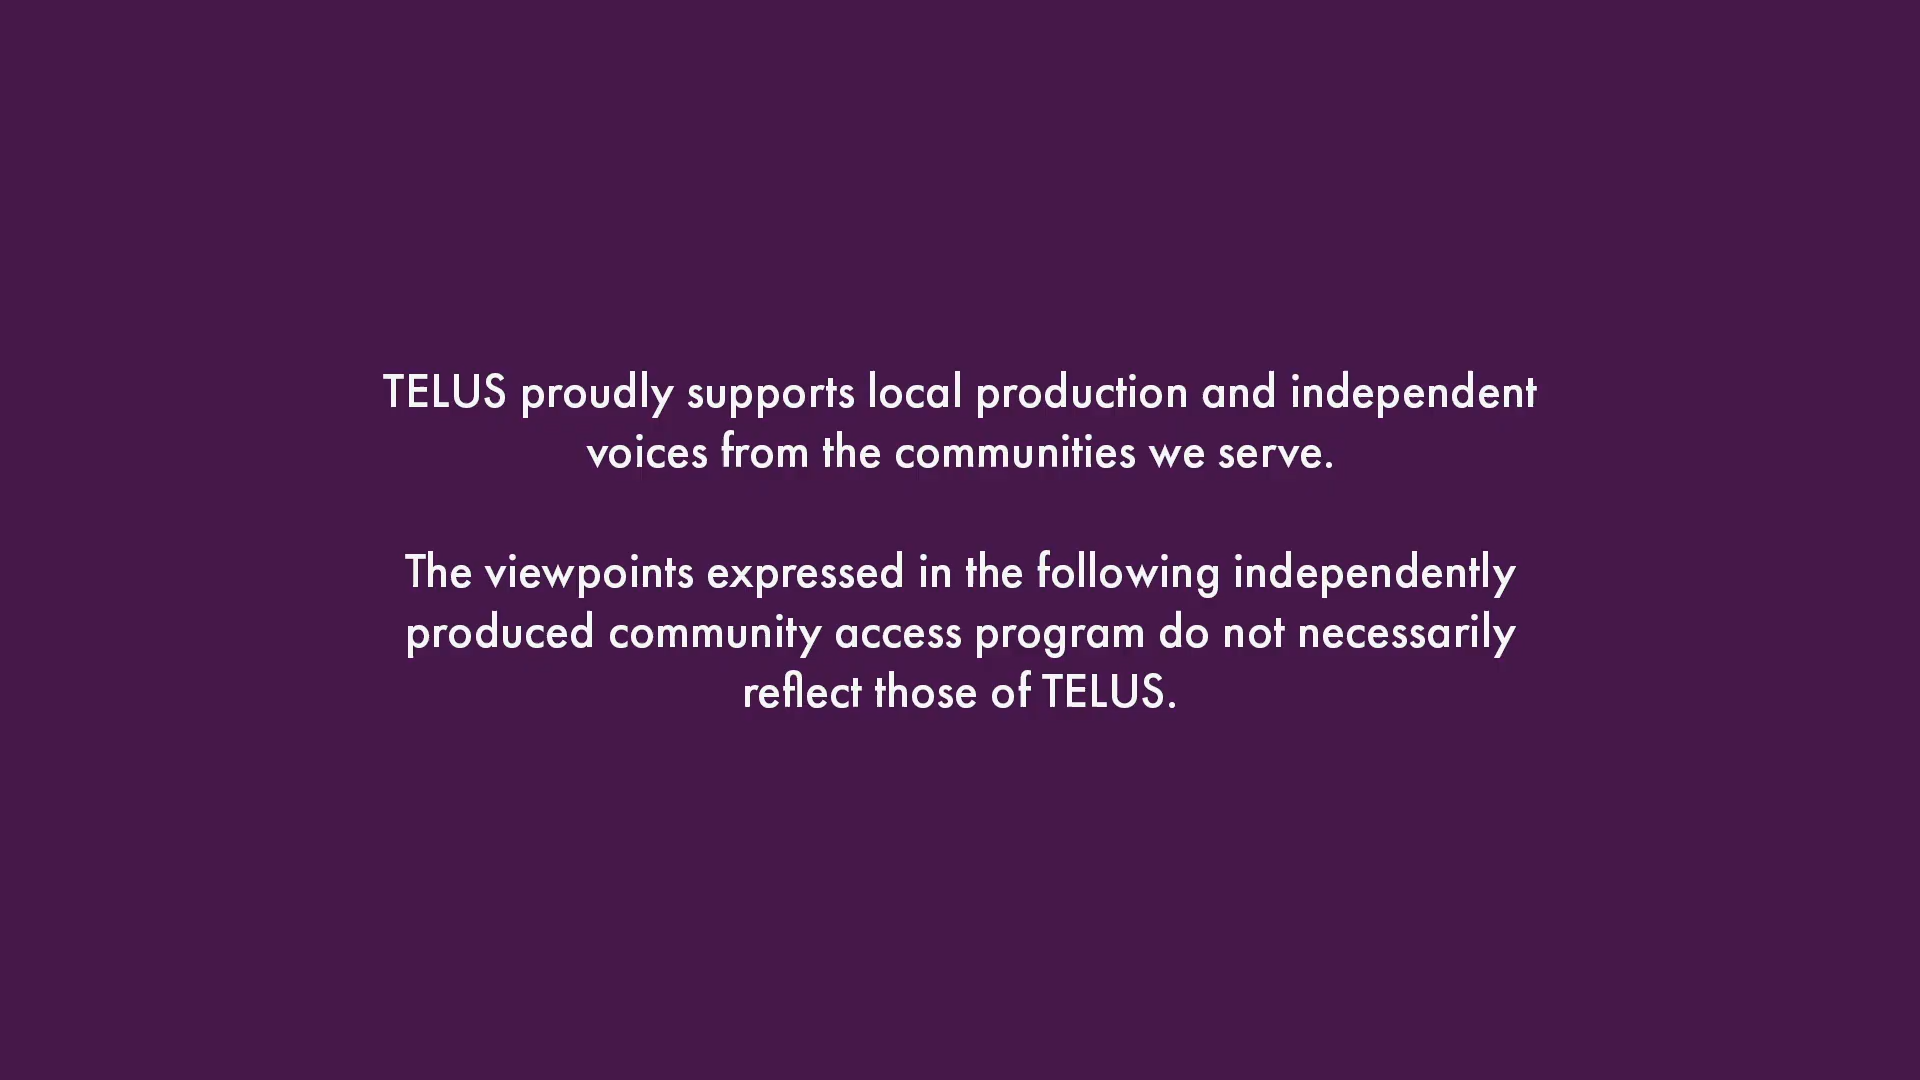 TELUS proudly supports local production and independent
voices from the communities we serve.
The viewpoints expressed in the following independently
produced community access program do not necessarily
reflect those of TELUS.